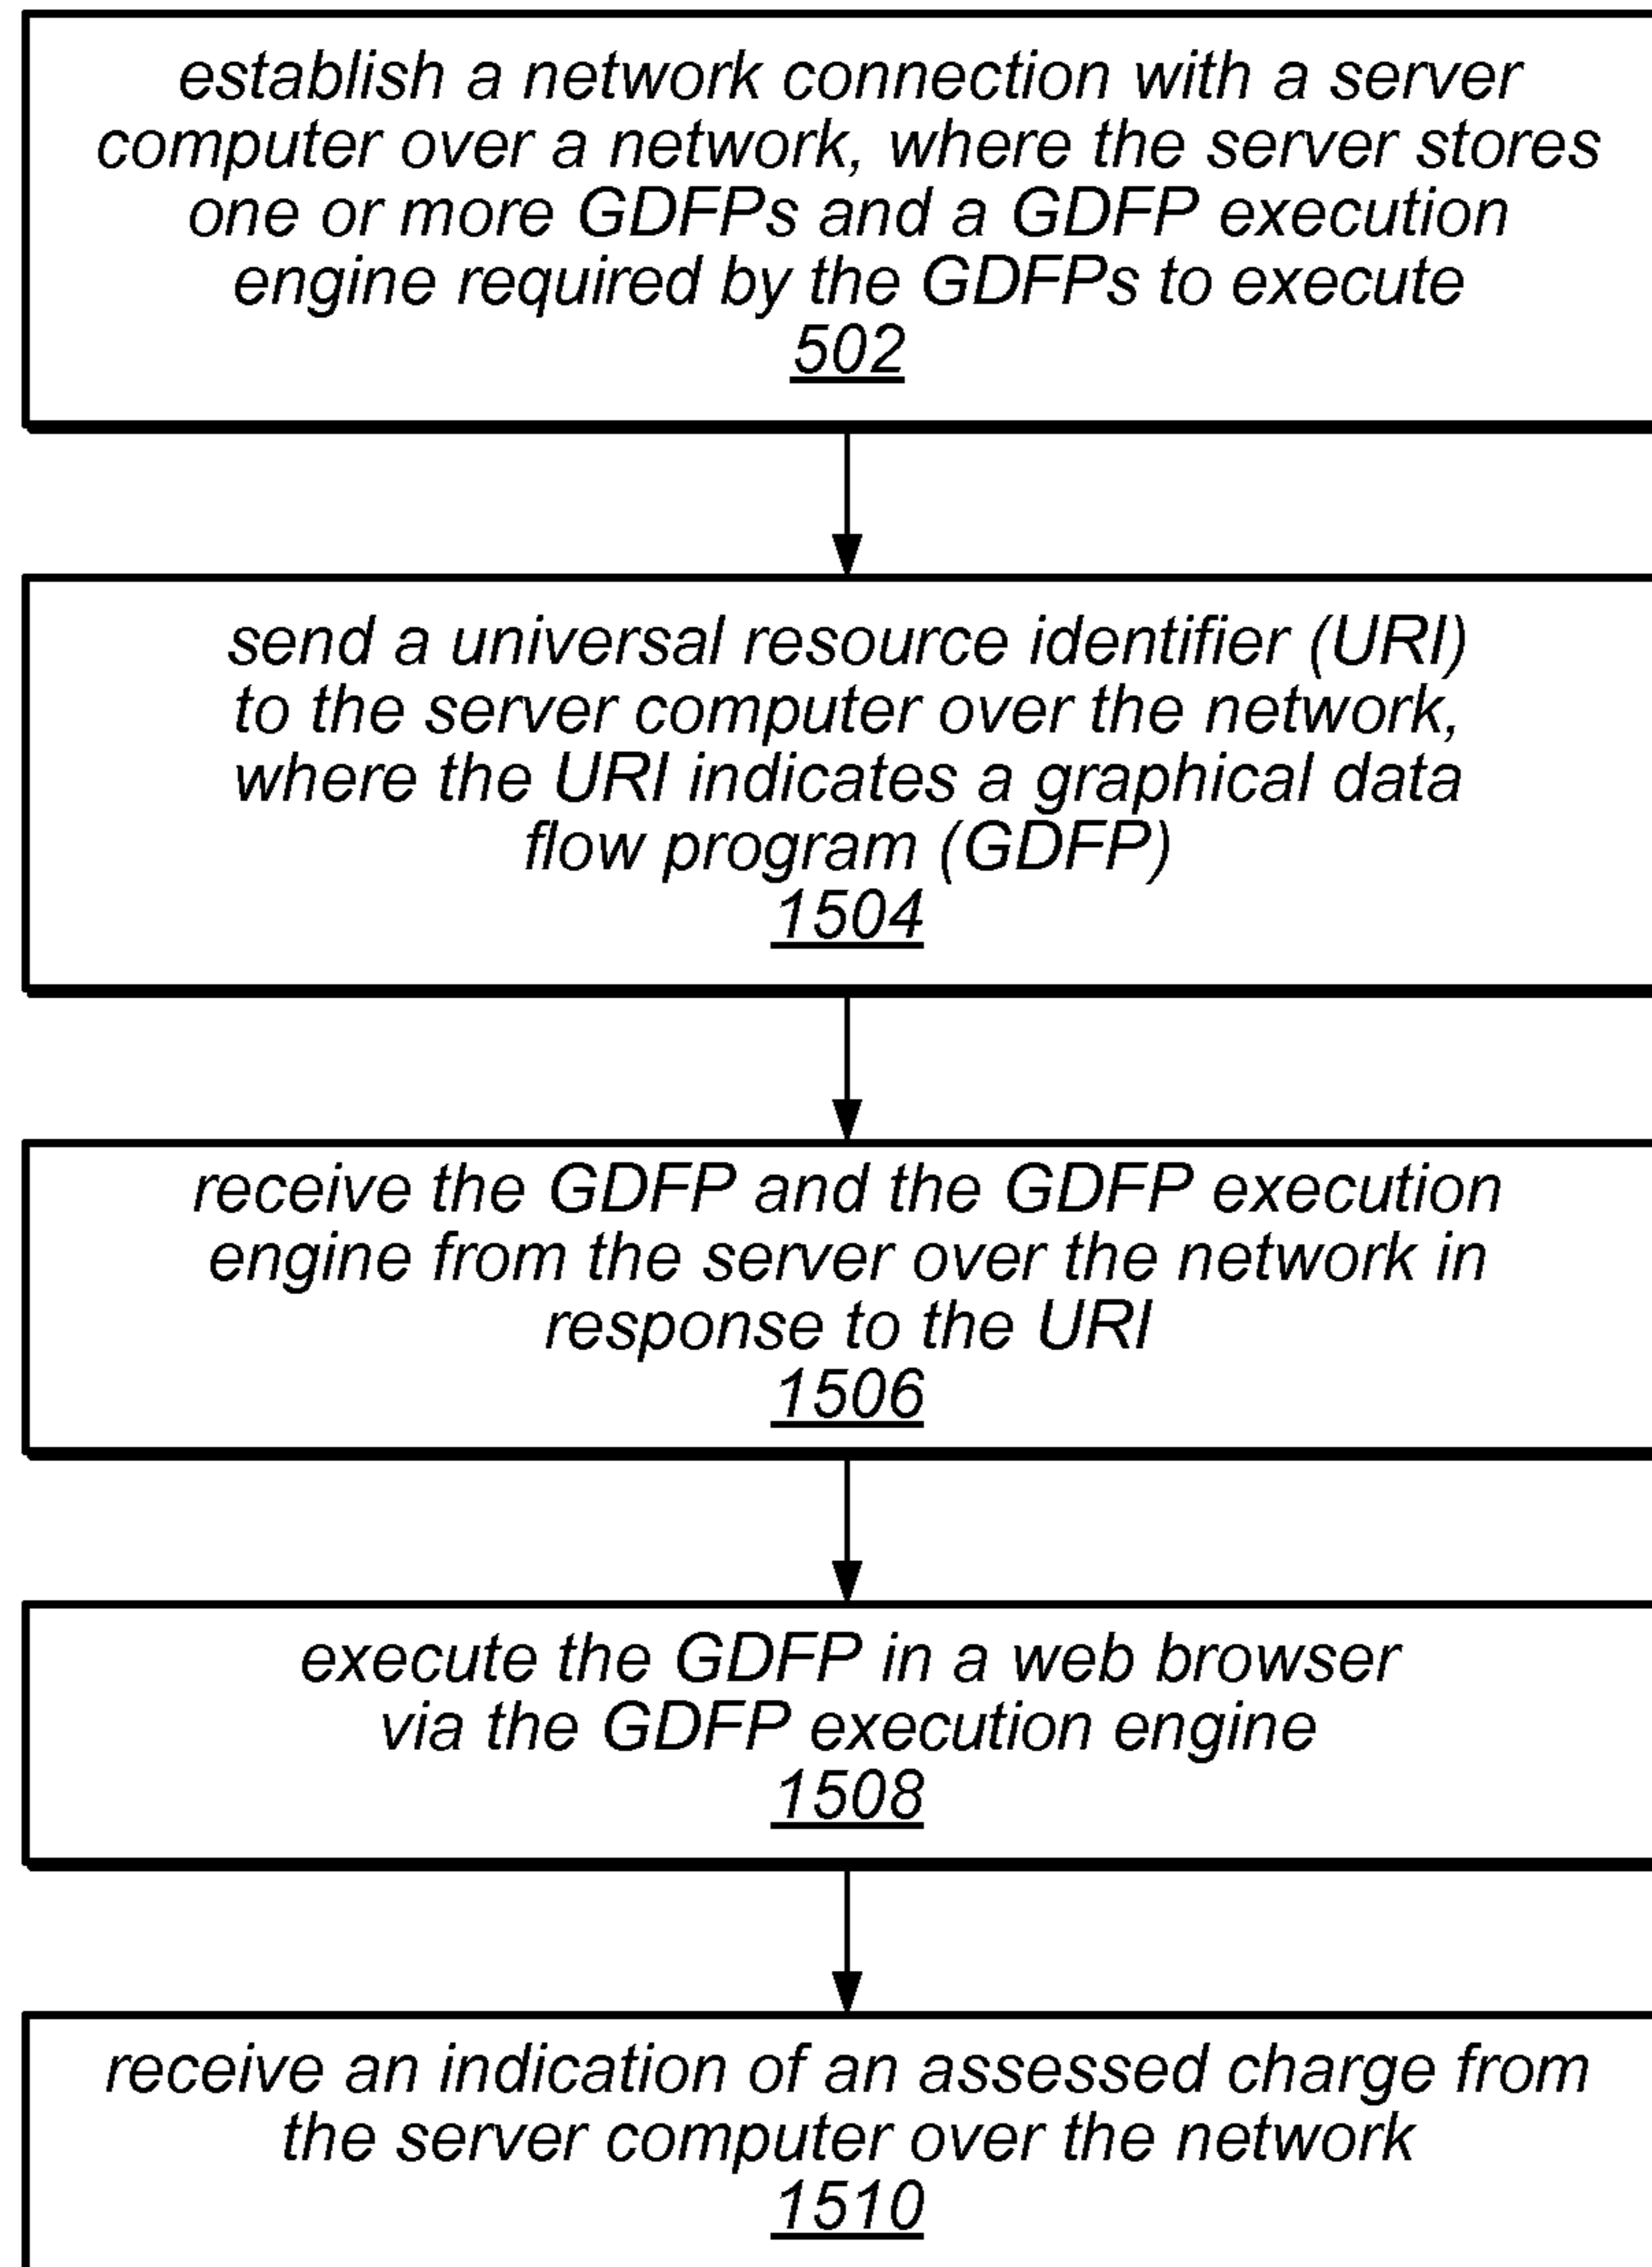 establish a network connection with a server
computer over a network, where the server stores
one or more GDFPs and a GDFP execution
engine required by the GDFPs to execute
502
send a universal resource identifier (URI)
to the server computer over the network,
where the URI indicates a graphical data
flow program (GDFP)
1504
receive the GDFP and the GDFP execution
engine from the server over the network in
response to the URI
1506
execute the GDFP in a web browser
via the GDFP execution engine
1508
receive an indication of an assessed charge from
the server computer over the network
1510